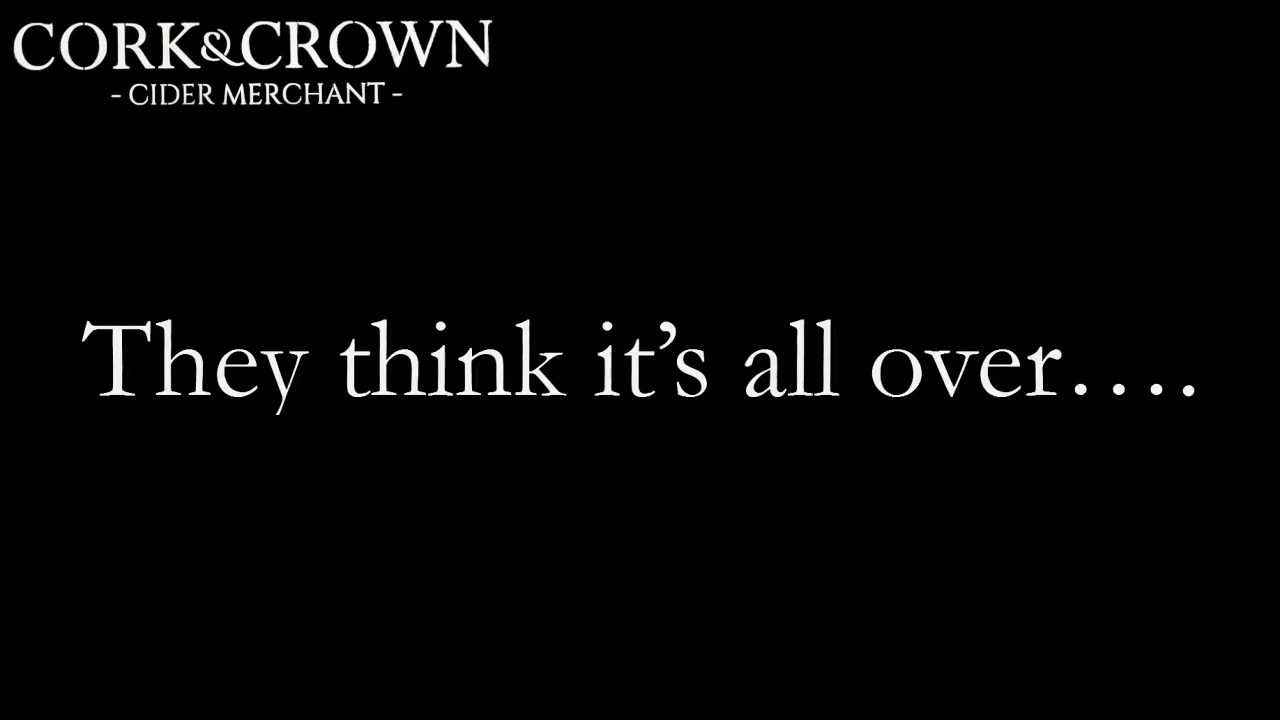 CORK&CROWN
- CIDER MERCHANT -
They think it’s all over….